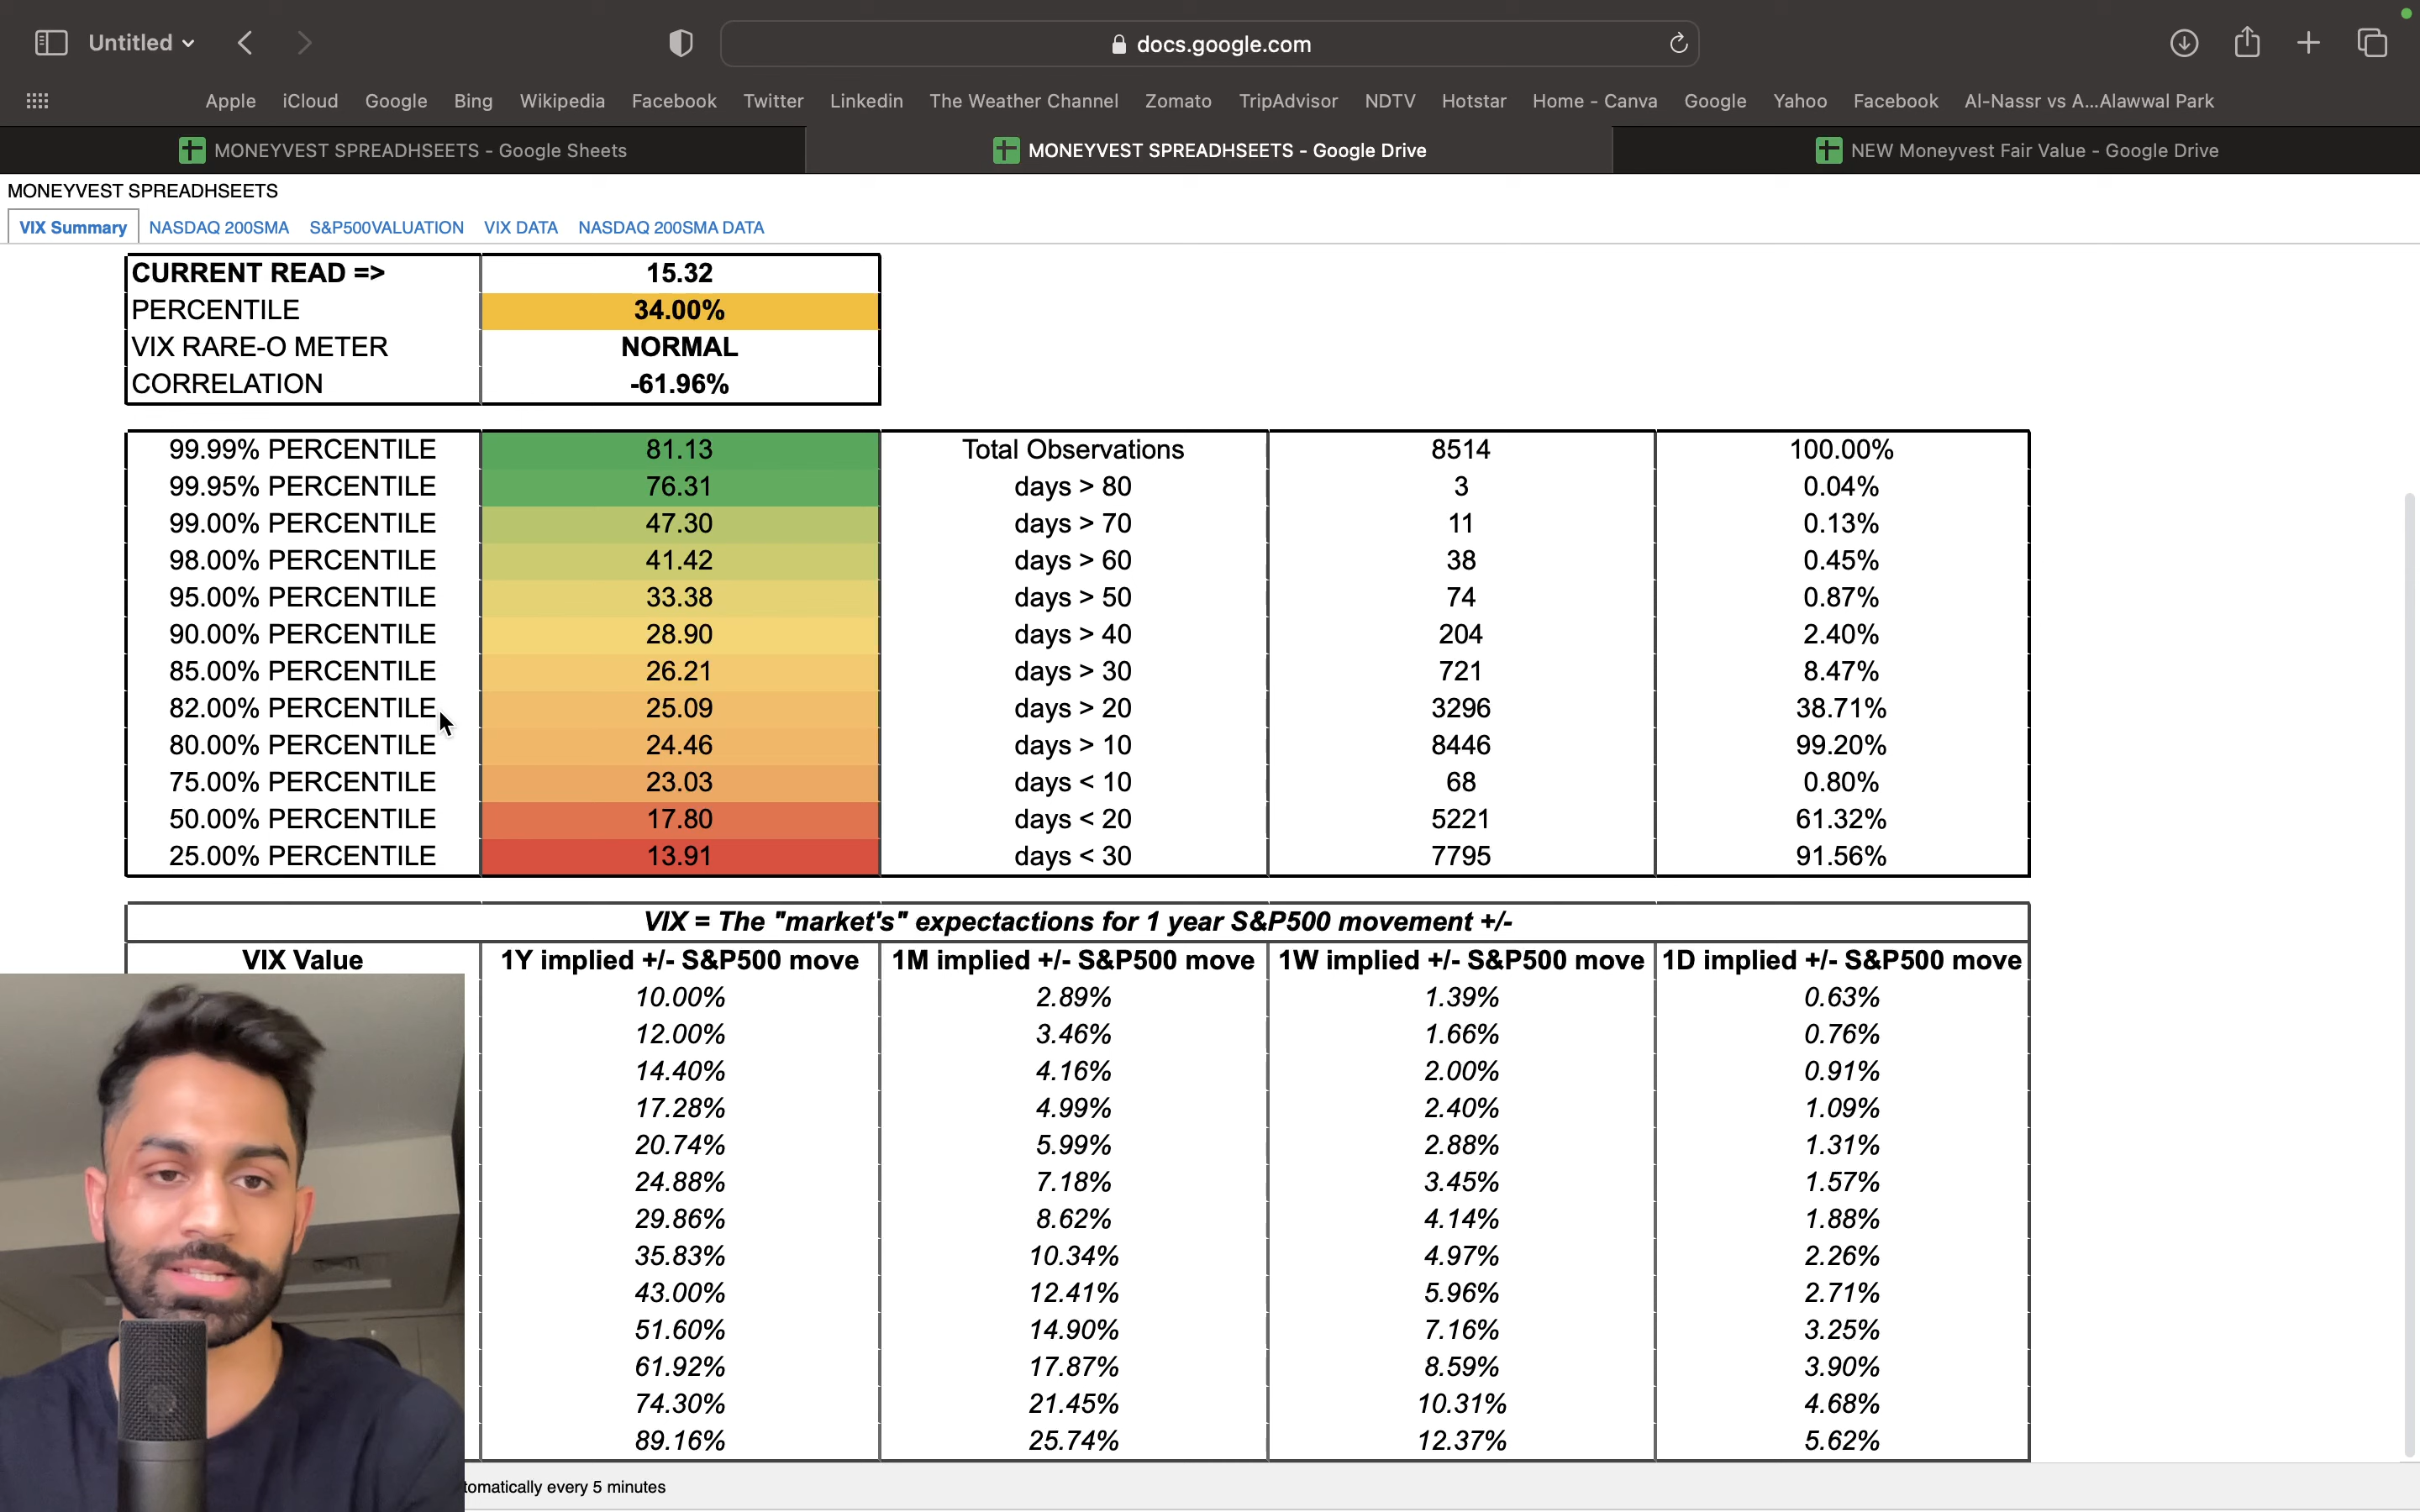 Untitled
docs.google.com
Apple iCloud Google Bing Wikipedia Facebook Twitter Linkedin The Weather Channel Zomato TripAdvisor NDTV Hotstar Home - Canva Google Yahoo Facebook Al-Nassr vs A...Alawwal Park
MONEYVEST SPREADHSEETS - Google Sheets MONEYVEST SPREADHSEETS - Google Drive NEW Moneyvest Fair Value - Google Drive
MONEYVEST SPREADHSEETS
VIX Summary NASDAQ 200SMA S&P500VALUATION VIX DATA NASDAQ 200SMA DATA
CURRENT READ => 15.32
PERCENTILE 34.00%
VIX RARE-O METER NORMAL
CORRELATION -61.96%
99.99% PERCENTILE 81.13 Total Observations 8514 100.00%
99.95% PERCENTILE 76.31 days > 80 3 0.04%
99.00% PERCENTILE 47.30 days > 70 11 0.13%
98.00% PERCENTILE 41.42 days > 60 38 0.45%
95.00% PERCENTILE 33.38 days > 50 74 0.87%
90.00% PERCENTILE 28.90 days > 40 204 2.40%
85.00% PERCENTILE 26.21 days > 30 721 8.47%
82.00% PERCENTILE 25.09 days > 20 3296 38.71%
80.00% PERCENTILE 24.46 days > 10 8446 99.20%
75.00% PERCENTILE 23.03 days < 10 68 0.80%
50.00% PERCENTILE 17.80 days < 20 5221 61.32%
25.00% PERCENTILE 13.91 days < 30 7795 91.56%
VIX = The "market's" expectactions for 1 year S&P500 movement +/-
VIX Value 1Y implied +/- S&P500 move 1M implied +/- S&P500 move 1W implied +/- S&P500 move 1D implied +/- S&P500 move
10.00% 2.89% 1.39% 0.63%
12.00% 3.46% 1.66% 0.76%
14.40% 4.16% 2.00% 0.91%
17.28% 4.99% 2.40% 1.09%
20.74% 5.99% 2.88% 1.31%
24.88% 7.18% 3.45% 1.57%
29.86% 8.62% 4.14% 1.88%
35.83% 10.34% 4.97% 2.26%
43.00% 12.41% 5.96% 2.71%
51.60% 14.90% 7.16% 3.25%
61.92% 17.87% 8.59% 3.90%
74.30% 21.45% 10.31% 4.68%
89.16% 25.74% 12.37% 5.62%
tomatically every 5 minutes